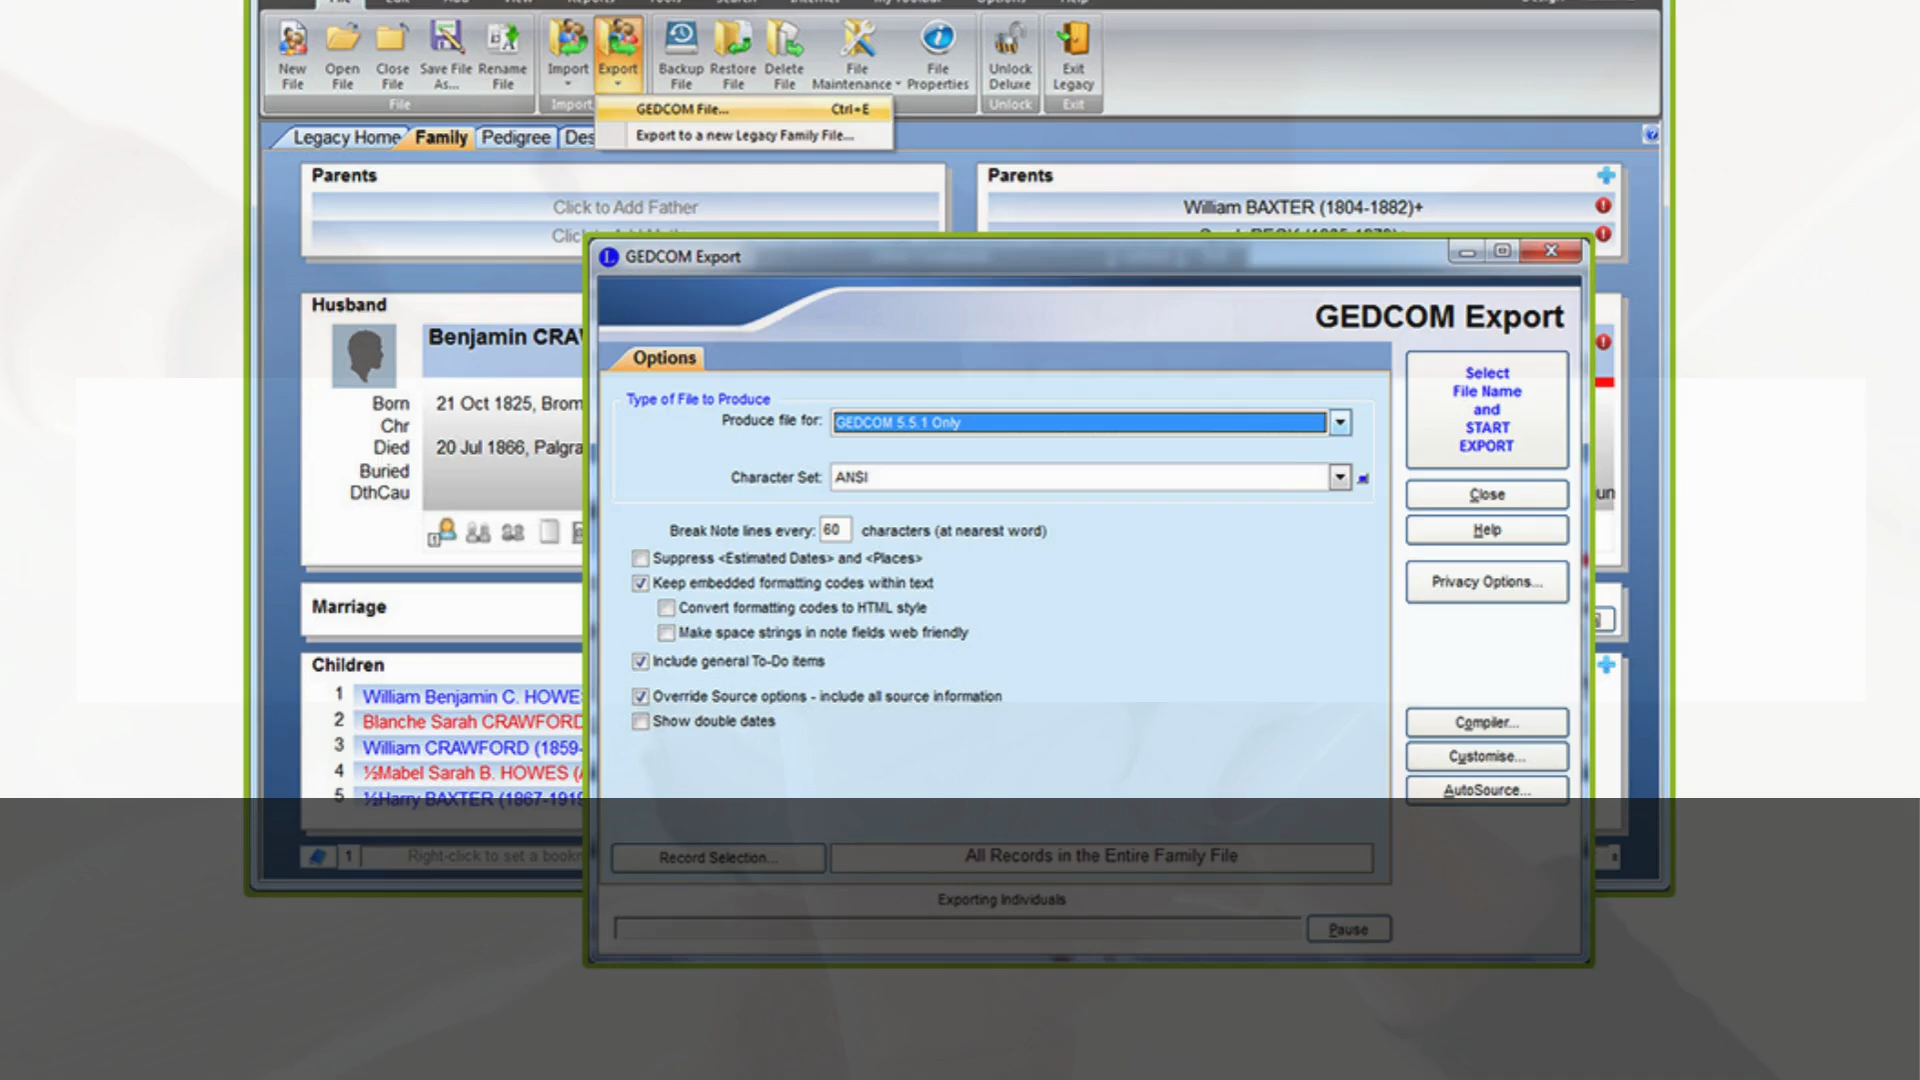 New File
Open File
Close File
Save File As...
Rename File
Import
Export
Backup File
Restore File
Delete File
File Maintenance
File Properties
Unlock Deluxe
Exit Legacy
File
Import
Unlock
Exit
GEDCOM File... Ctrl+E
Export to a new Legacy Family File...
Legacy Home Family Pedigree
Parents
Click to Add Father
Parents
William BAXTER (1804-1882)+
Husband
Benjamin
Born 21 Oct 1825,
Chr
Died 20 Jul 1866,
Buried
DthCau
Marriage
Children
1 William Benjamin C.
2 Blanche Sarah CRAWFORD
3 William CRAWFORD (1859-
4 ½Mabel Sarah B. HOWES
5 ½Harry BAXTER (1867-1919
1 Right-click to set a
GEDCOM Export
GEDCOM Export
Options
Type of File to Produce
Produce file for: GEDCOM 5.5.1 Only
Character Set: ANSI
Break Note lines every: 60 characters (at nearest word)
Suppress <Estimated Dates> and <Places>
Keep embedded formatting codes within text
Convert formatting codes to HTML style
Make space strings in note fields web friendly
Include general To-Do items
Override Source options - include all source information
Show double dates
Record Selection... All Records in the Entire Family File
Exporting Individuals
Pause
Select
File Name
and
START
EXPORT
Close
Help
Privacy Options...
Compiler...
Customise...
AutoSource...